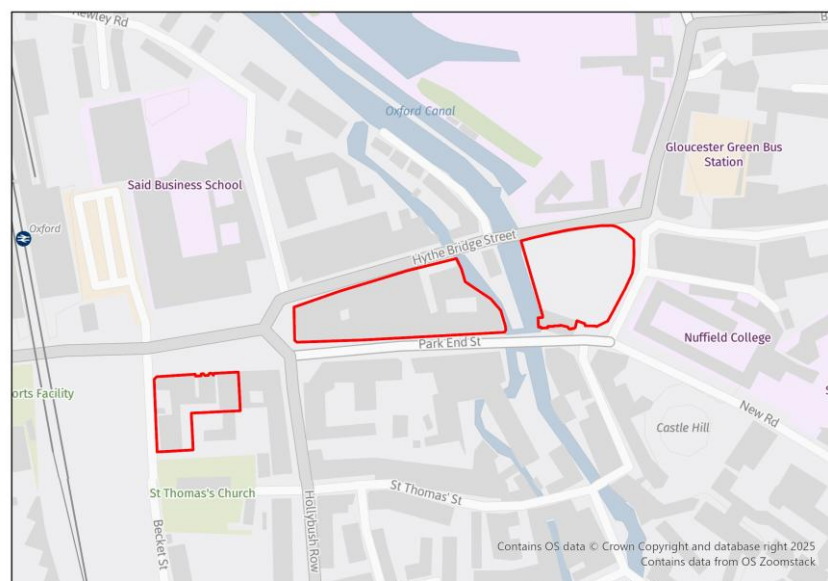 Rewley Rd
Oxford Canal
Gloucester Green Bus
Station
Said Business School
Oxford
Hythe Bridge Street
Park End St
Nuffield College
orts Facility
New Rd
Castle Hill
St Thomas's Church
St Thomas' St
Hollybush Row
Becket St
Contains OS data © Crown Copyright and database right 2025
Contains data from OS Zoomstack